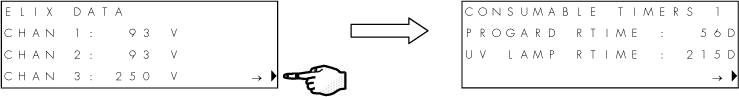 ELIX DATA
CHAN 1: 93 V
CHAN 2: 93 V
CHAN 3: 250 V →
CONSUMABLE TIMERS 1
PROGARD RTIME : 56D
UV LAMP RTIME : 215D
→